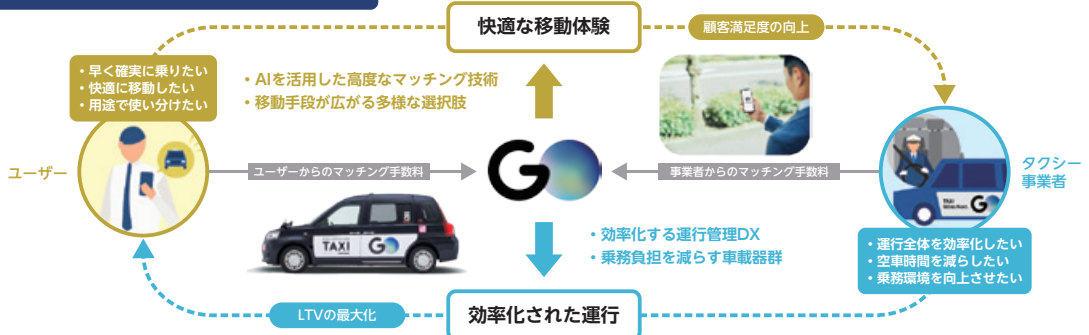 快適な移動体験
顧客満足度の向上
・早く確実に乗りたい
・快適に移動したい
・用途で使い分けたい
・AIを活用した高度なマッチング技術
・移動手段が広がる多様な選択肢
ユーザー
ユーザーからのマッチング手数料
GO
事業者からのマッチング手数料
タクシー
事業者
TAXI
GO
TAXI
GO
・効率化する運行管理DX
・乗務負担を減らす車載器群
・運行全体を効率化したい
・空車時間を減らしたい
・乗務環境を向上させたい
LTVの最大化
効率化された運行